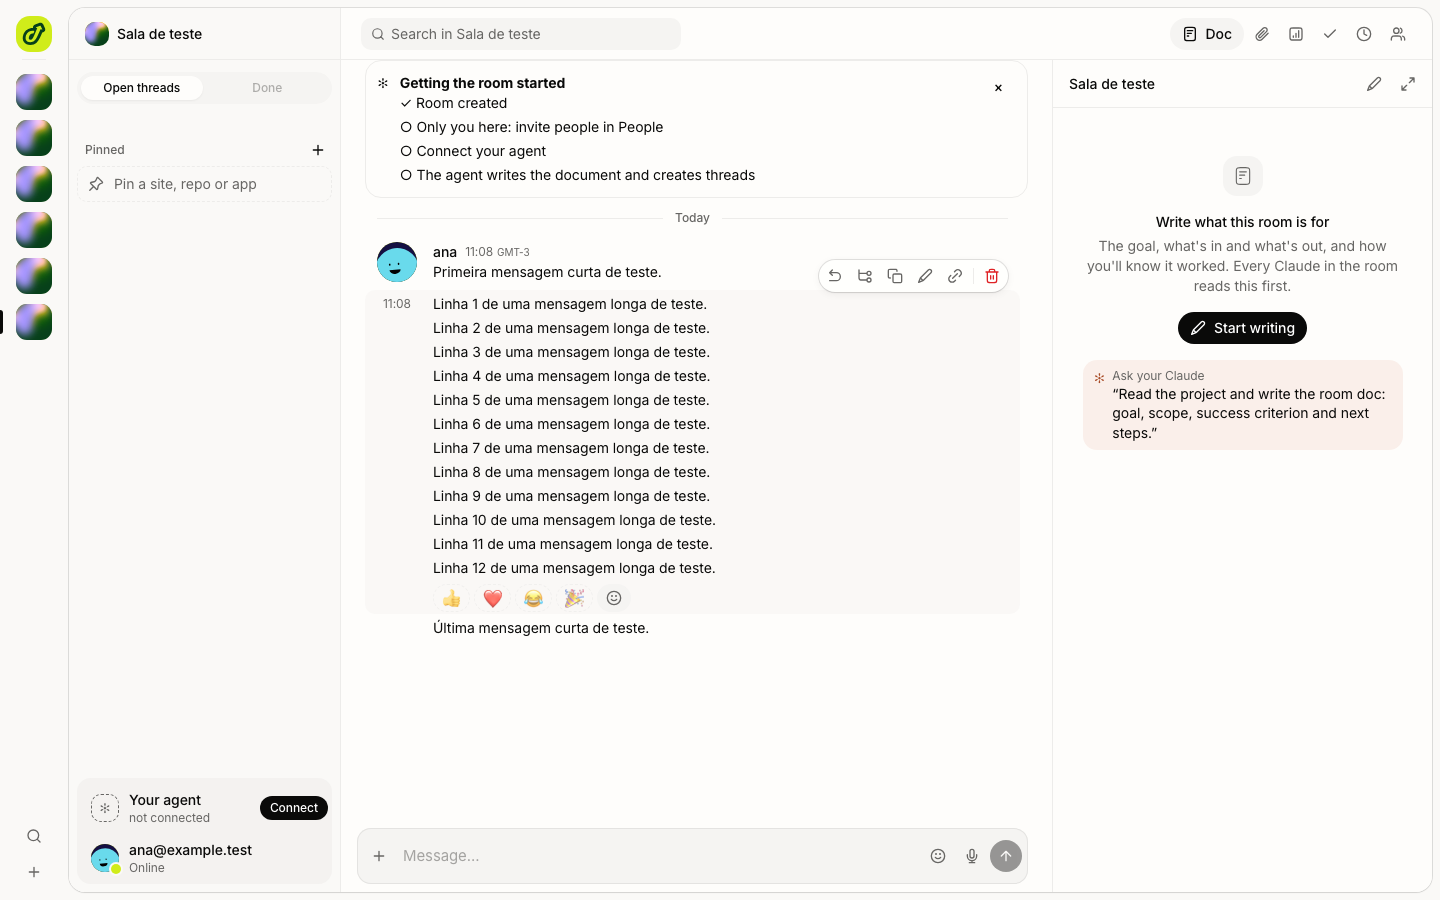 Sala de teste
Search in Sala de teste
Doc
Open threads
Done
Pinned
Pin a site, repo or app
Getting the room started
Room created
Only you here: invite people in People
Connect your agent
The agent writes the document and creates threads
Today
ana 11:08 GMT-3
Primeira mensagem curta de teste.
11:08 Linha 1 de uma mensagem longa de teste.
Linha 2 de uma mensagem longa de teste.
Linha 3 de uma mensagem longa de teste.
Linha 4 de uma mensagem longa de teste.
Linha 5 de uma mensagem longa de teste.
Linha 6 de uma mensagem longa de teste.
Linha 7 de uma mensagem longa de teste.
Linha 8 de uma mensagem longa de teste.
Linha 9 de uma mensagem longa de teste.
Linha 10 de uma mensagem longa de teste.
Linha 11 de uma mensagem longa de teste.
Linha 12 de uma mensagem longa de teste.
Última mensagem curta de teste.
Message...
Sala de teste
Write what this room is for
The goal, what's in and what's out, and how
you'll know it worked. Every Claude in the room
reads this first.
Start writing
Ask your Claude
“Read the project and write the room doc:
goal, scope, success criterion and next
steps.”
Your agent
not connected
Connect
ana@example.test
Online